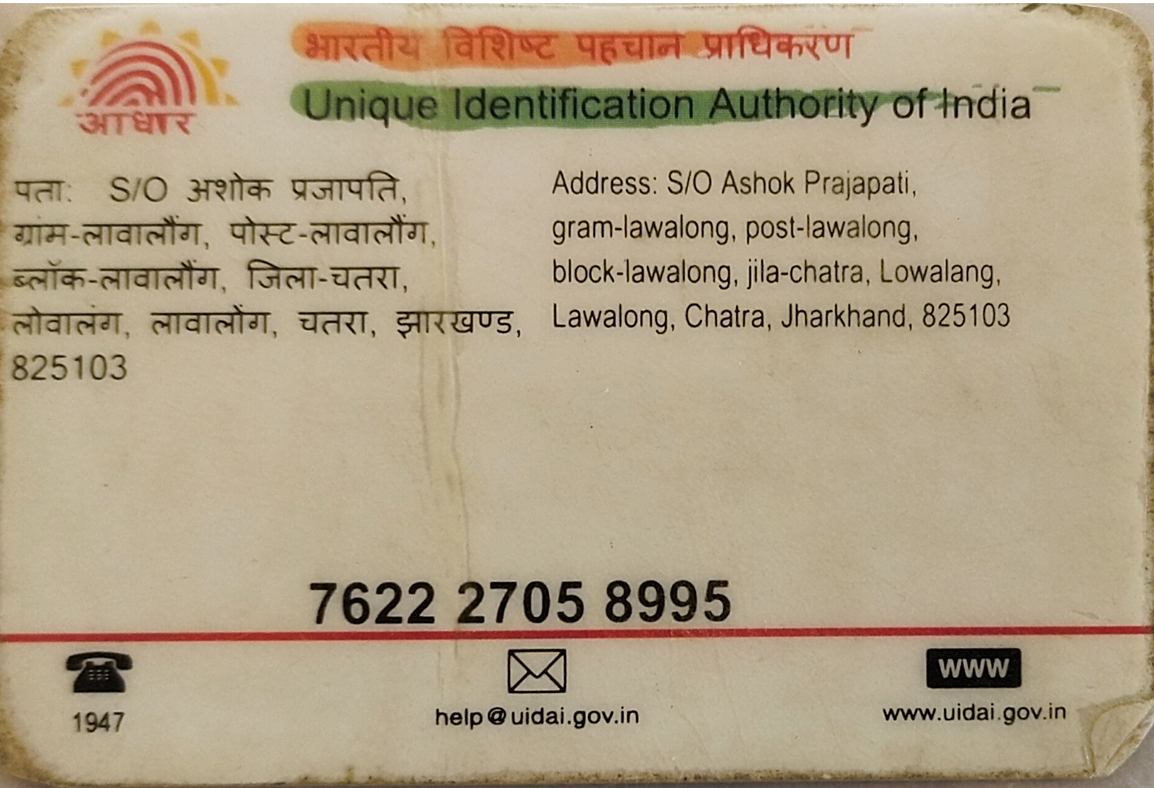 आधार
भारतीय विशिष्ट पहचान प्राधिकरण
Unique Identification Authority of India
पता: S/O अशोक प्रजापति,
ग्राम-लावालौंग, पोस्ट-लावालौंग,
ब्लॉक-लावालौंग, जिला-चतरा,
लोवालंग, लावालोंग, चतरा, झारखण्ड,
825103
Address: S/O Ashok Prajapati,
gram-lawalong, post-lawalong,
block-lawalong, jila-chatra, Lowalang,
Lawalong, Chatra, Jharkhand, 825103
7622 2705 8995
1947
help@uidai.gov.in
www
www.uidai.gov.in